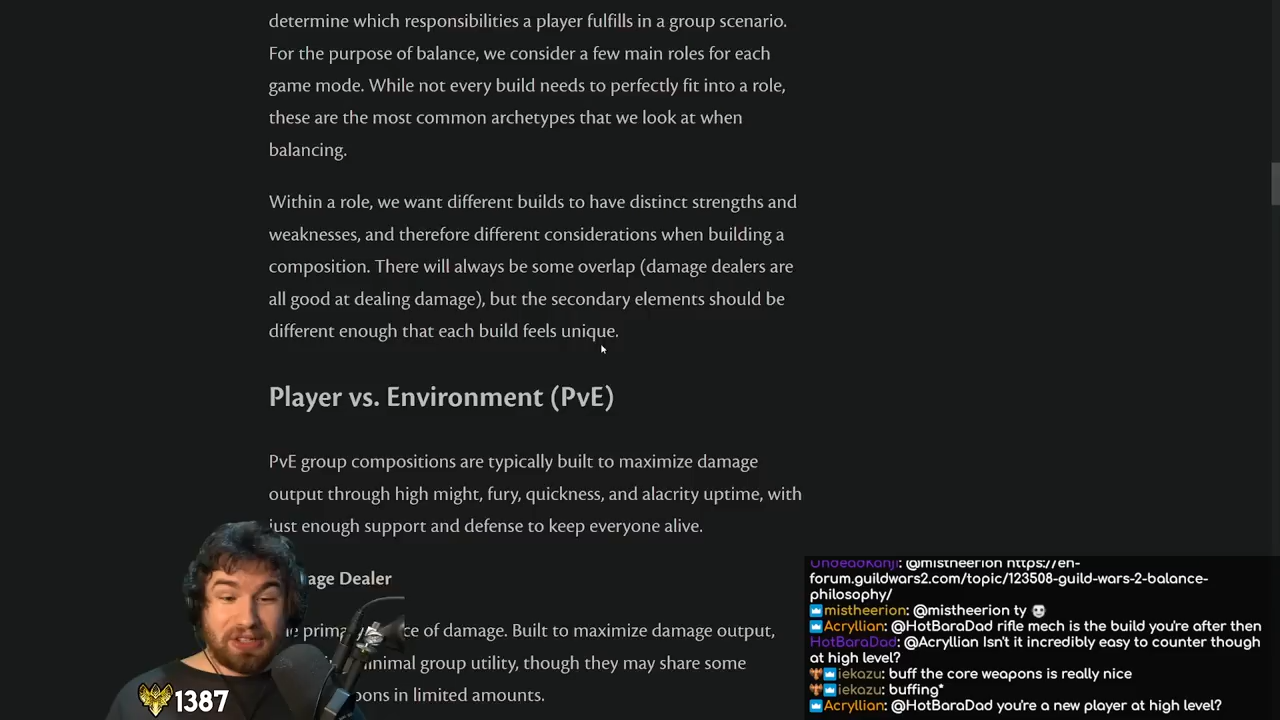 determine which responsibilities a player fulfills in a group scenario.
For the purpose of balance, we consider a few main roles for each
game mode. While not every build needs to perfectly fit into a role,
these are the most common archetypes that we look at when
balancing.
Within a role, we want different builds to have distinct strengths and
weaknesses, and therefore different considerations when building a
composition. There will always be some overlap (damage dealers are
all good at dealing damage), but the secondary elements should be
different enough that each build feels unique.
Player vs. Environment (PvE)
PvE group compositions are typically built to maximize damage
output through high might, fury, quickness, and alacrity uptime, with
just enough support and defense to keep everyone alive.
age Dealer
prima ce of damage. Built to maximize damage output,
inimal group utility, though they may share some
oons in limited amounts.
1387
UndeadKanji: @mistheerion https://en-
forum.guildwars2.com/topic/123508-guild-wars-2-balance-
philosophy/
mistheerion: @mistheerion ty
Acryllian: @HotBaraDad rifle mech is the build you're after then
HotBaraDad: @Acryllian Isn't it incredibly easy to counter though
at high level?
iekazu: buff the core weapons is really nice
iekazu: buffing*
Acryllian: @HotBaraDad you're a new player at high level?